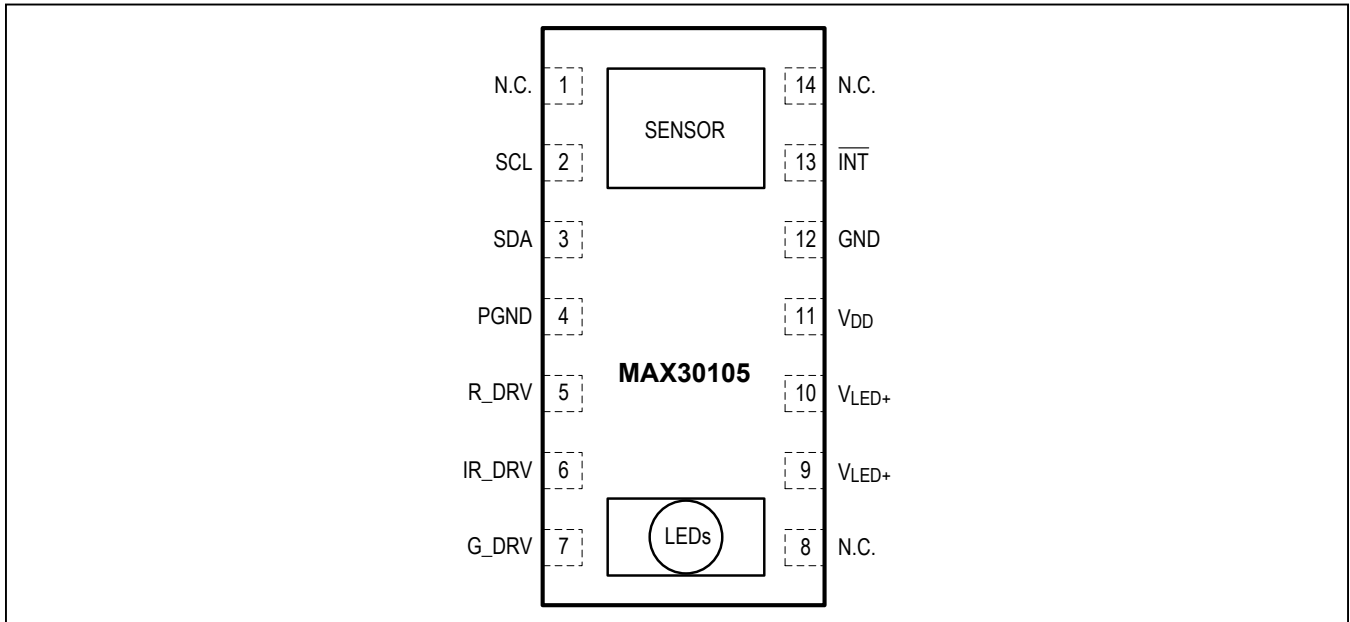 N.C. 1 14 N.C.
SENSOR
SCL 2 13 INT
SDA 3 12 GND
PGND 4 11 VDD
MAX30105
R_DRV 5 10 VLED+
IR_DRV 6 9 VLED+
LEDs
G_DRV 7 8 N.C.